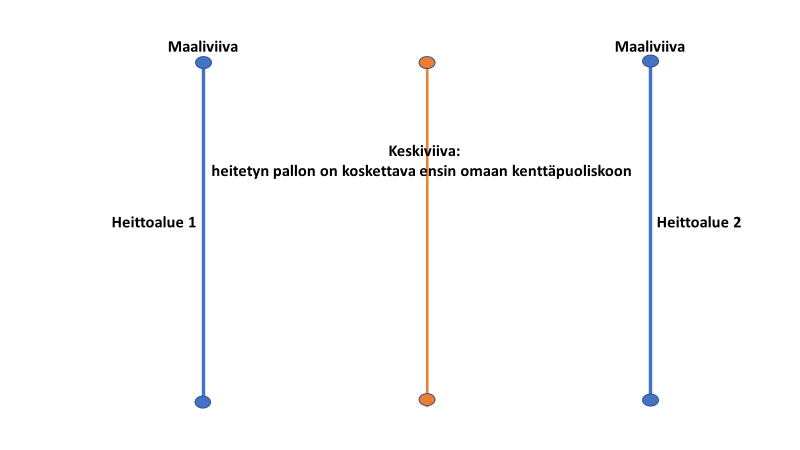 Maaliviiva
Maaliviiva
Keskiviiva:
heitetyn pallon on koskettava ensin omaan kenttäpuoliskoon
Heittoalue 1
Heittoalue 2